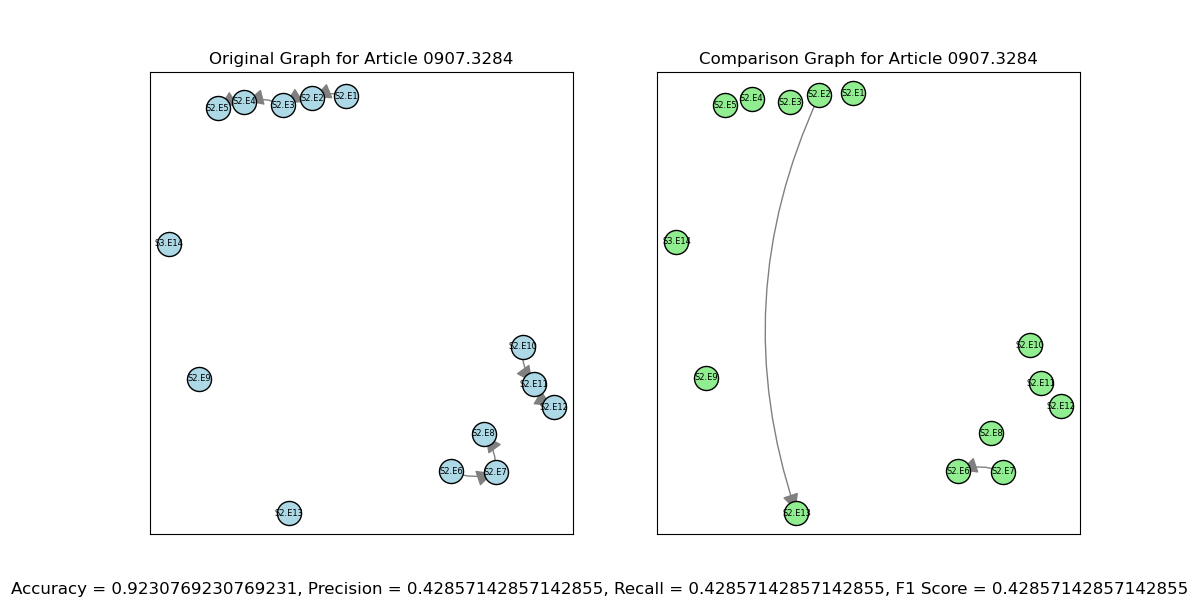 Original Graph for Article 0907.3284
S2.E5
S2.E4
S2.E3
S2.E2
S2.E1
S3.E14
S2.E10
S2.E9
S2.E11
S2.E12
S2.E8
S2.E6
S2.E7
S2.E13
Comparison Graph for Article 0907.3284
S2.E5
S2.E4
S2.E3
S2.E2
S2.E1
S3.E14
S2.E10
S2.E9
S2.E11
S2.E12
S2.E8
S2.E6
S2.E7
S2.E13
Accuracy = 0.9230769230769231, Precision = 0.42857142857142855, Recall = 0.42857142857142855, F1 Score = 0.42857142857142855